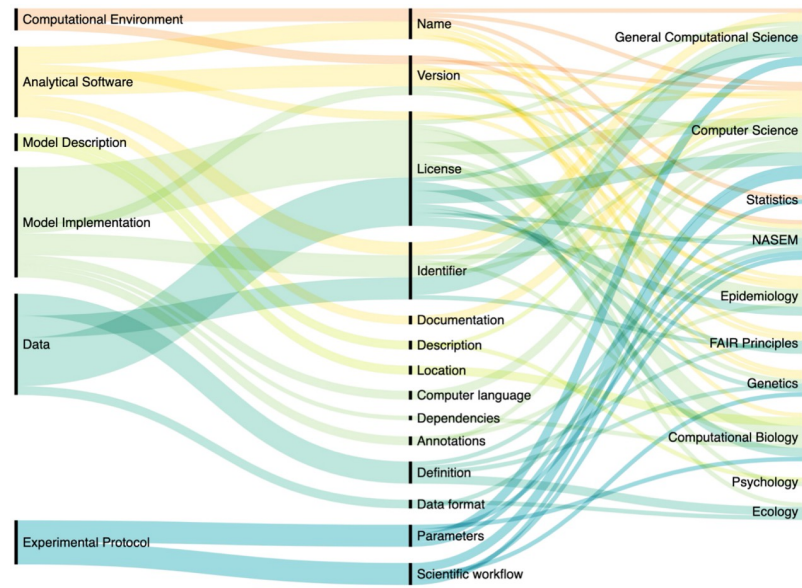 Computational Environment
Analytical Software
Model Description
Model Implementation
Data
Experimental Protocol
Name
Version
License
Identifier
Documentation
Description
Location
Computer language
Dependencies
Annotations
Definition
Data format
Parameters
Scientific workflow
General Computational Science
Computer Science
Statistics
NASEM
Epidemiology
FAIR Principles
Genetics
Computational Biology
Psychology
Ecology